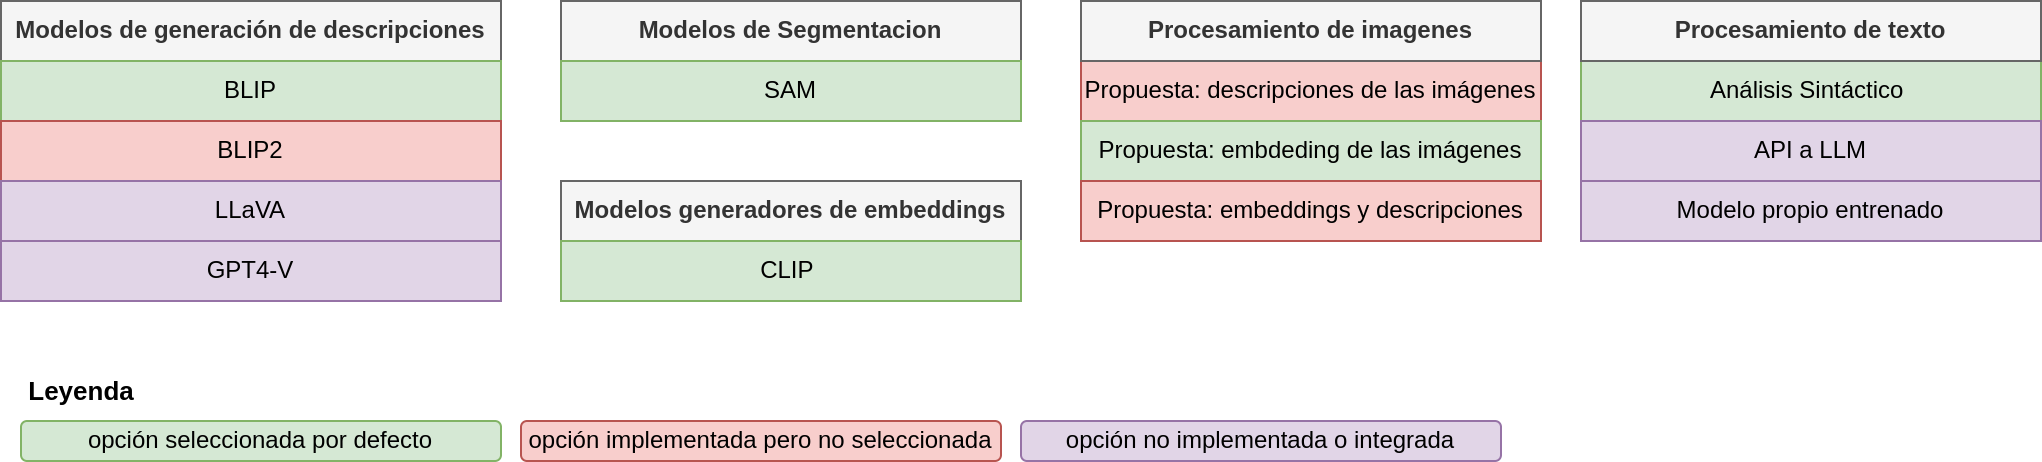 Modelos de generación de descripciones
BLIP
BLIP2
LLaVA
GPT4-V
Modelos de Segmentacion
SAM
Modelos generadores de embeddings
CLIP
Procesamiento de imagenes
Propuesta: descripciones de las imágenes
Propuesta: embdeding de las imágenes
Propuesta: embeddings y descripciones
Procesamiento de texto
Análisis Sintáctico
API a LLM
Modelo propio entrenado
Leyenda
opción seleccionada por defecto
opción implementada pero no seleccionada
opción no implementada o integrada